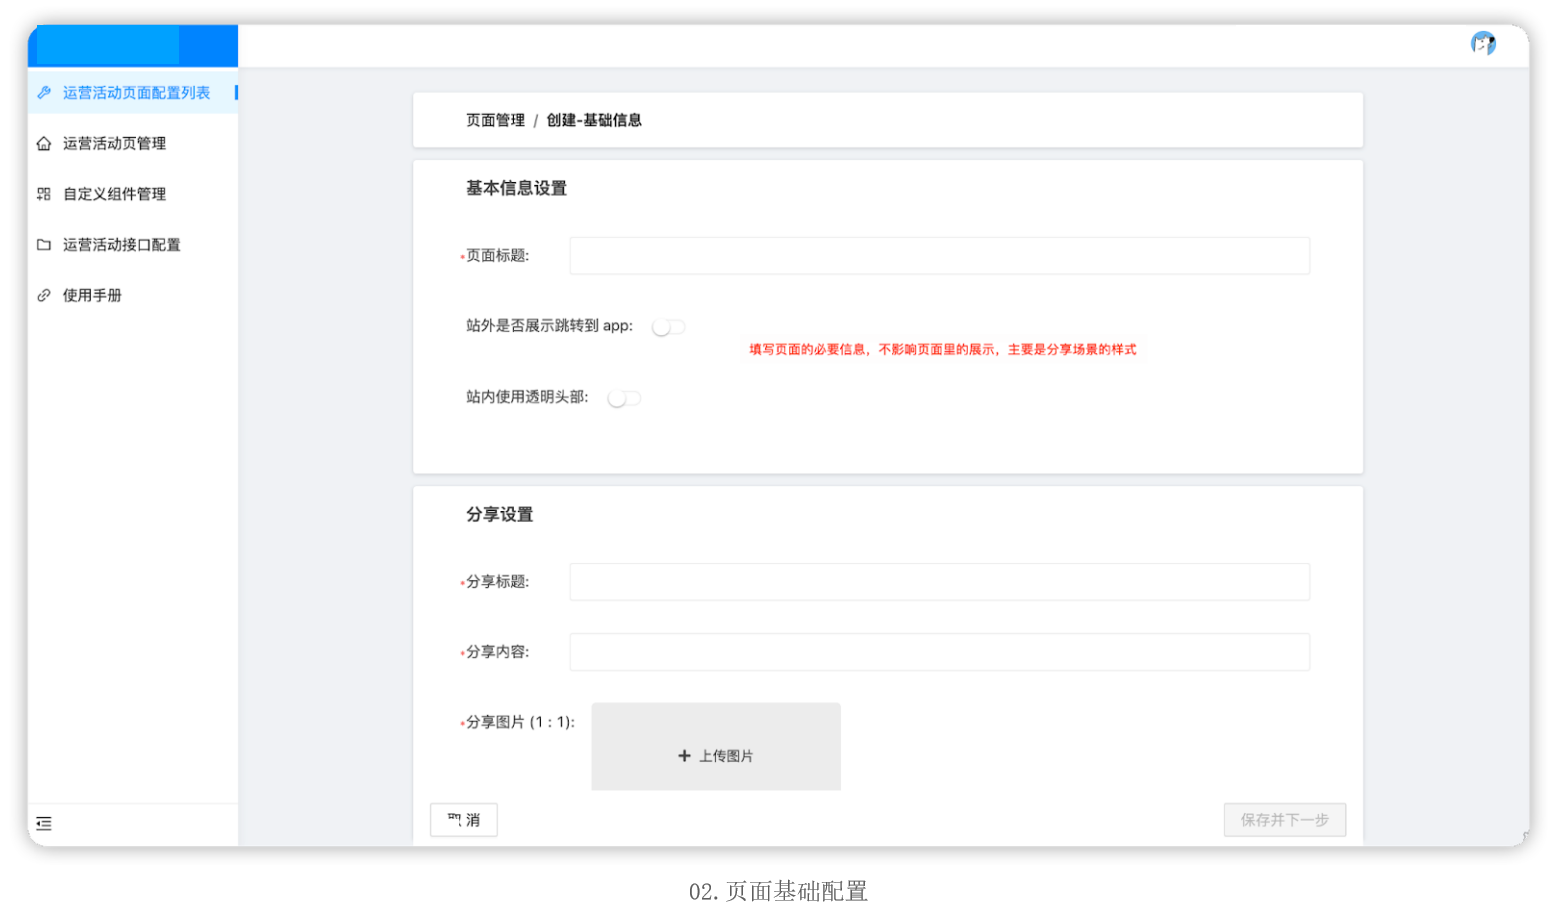 运营活动页面配置列表
运营活动页管理
自定义组件管理
运营活动接口配置
使用手册
页面管理 / 创建-基础信息
基本信息设置
*页面标题:
站外是否展示跳转到 app:
填写页面的必要信息，不影响页面里的展示，主要是分享场景的样式
站内使用透明头部:
分享设置
*分享标题:
*分享内容:
*分享图片 (1 : 1):
+ 上传图片
消
保存并下一步
02.页面基础配置